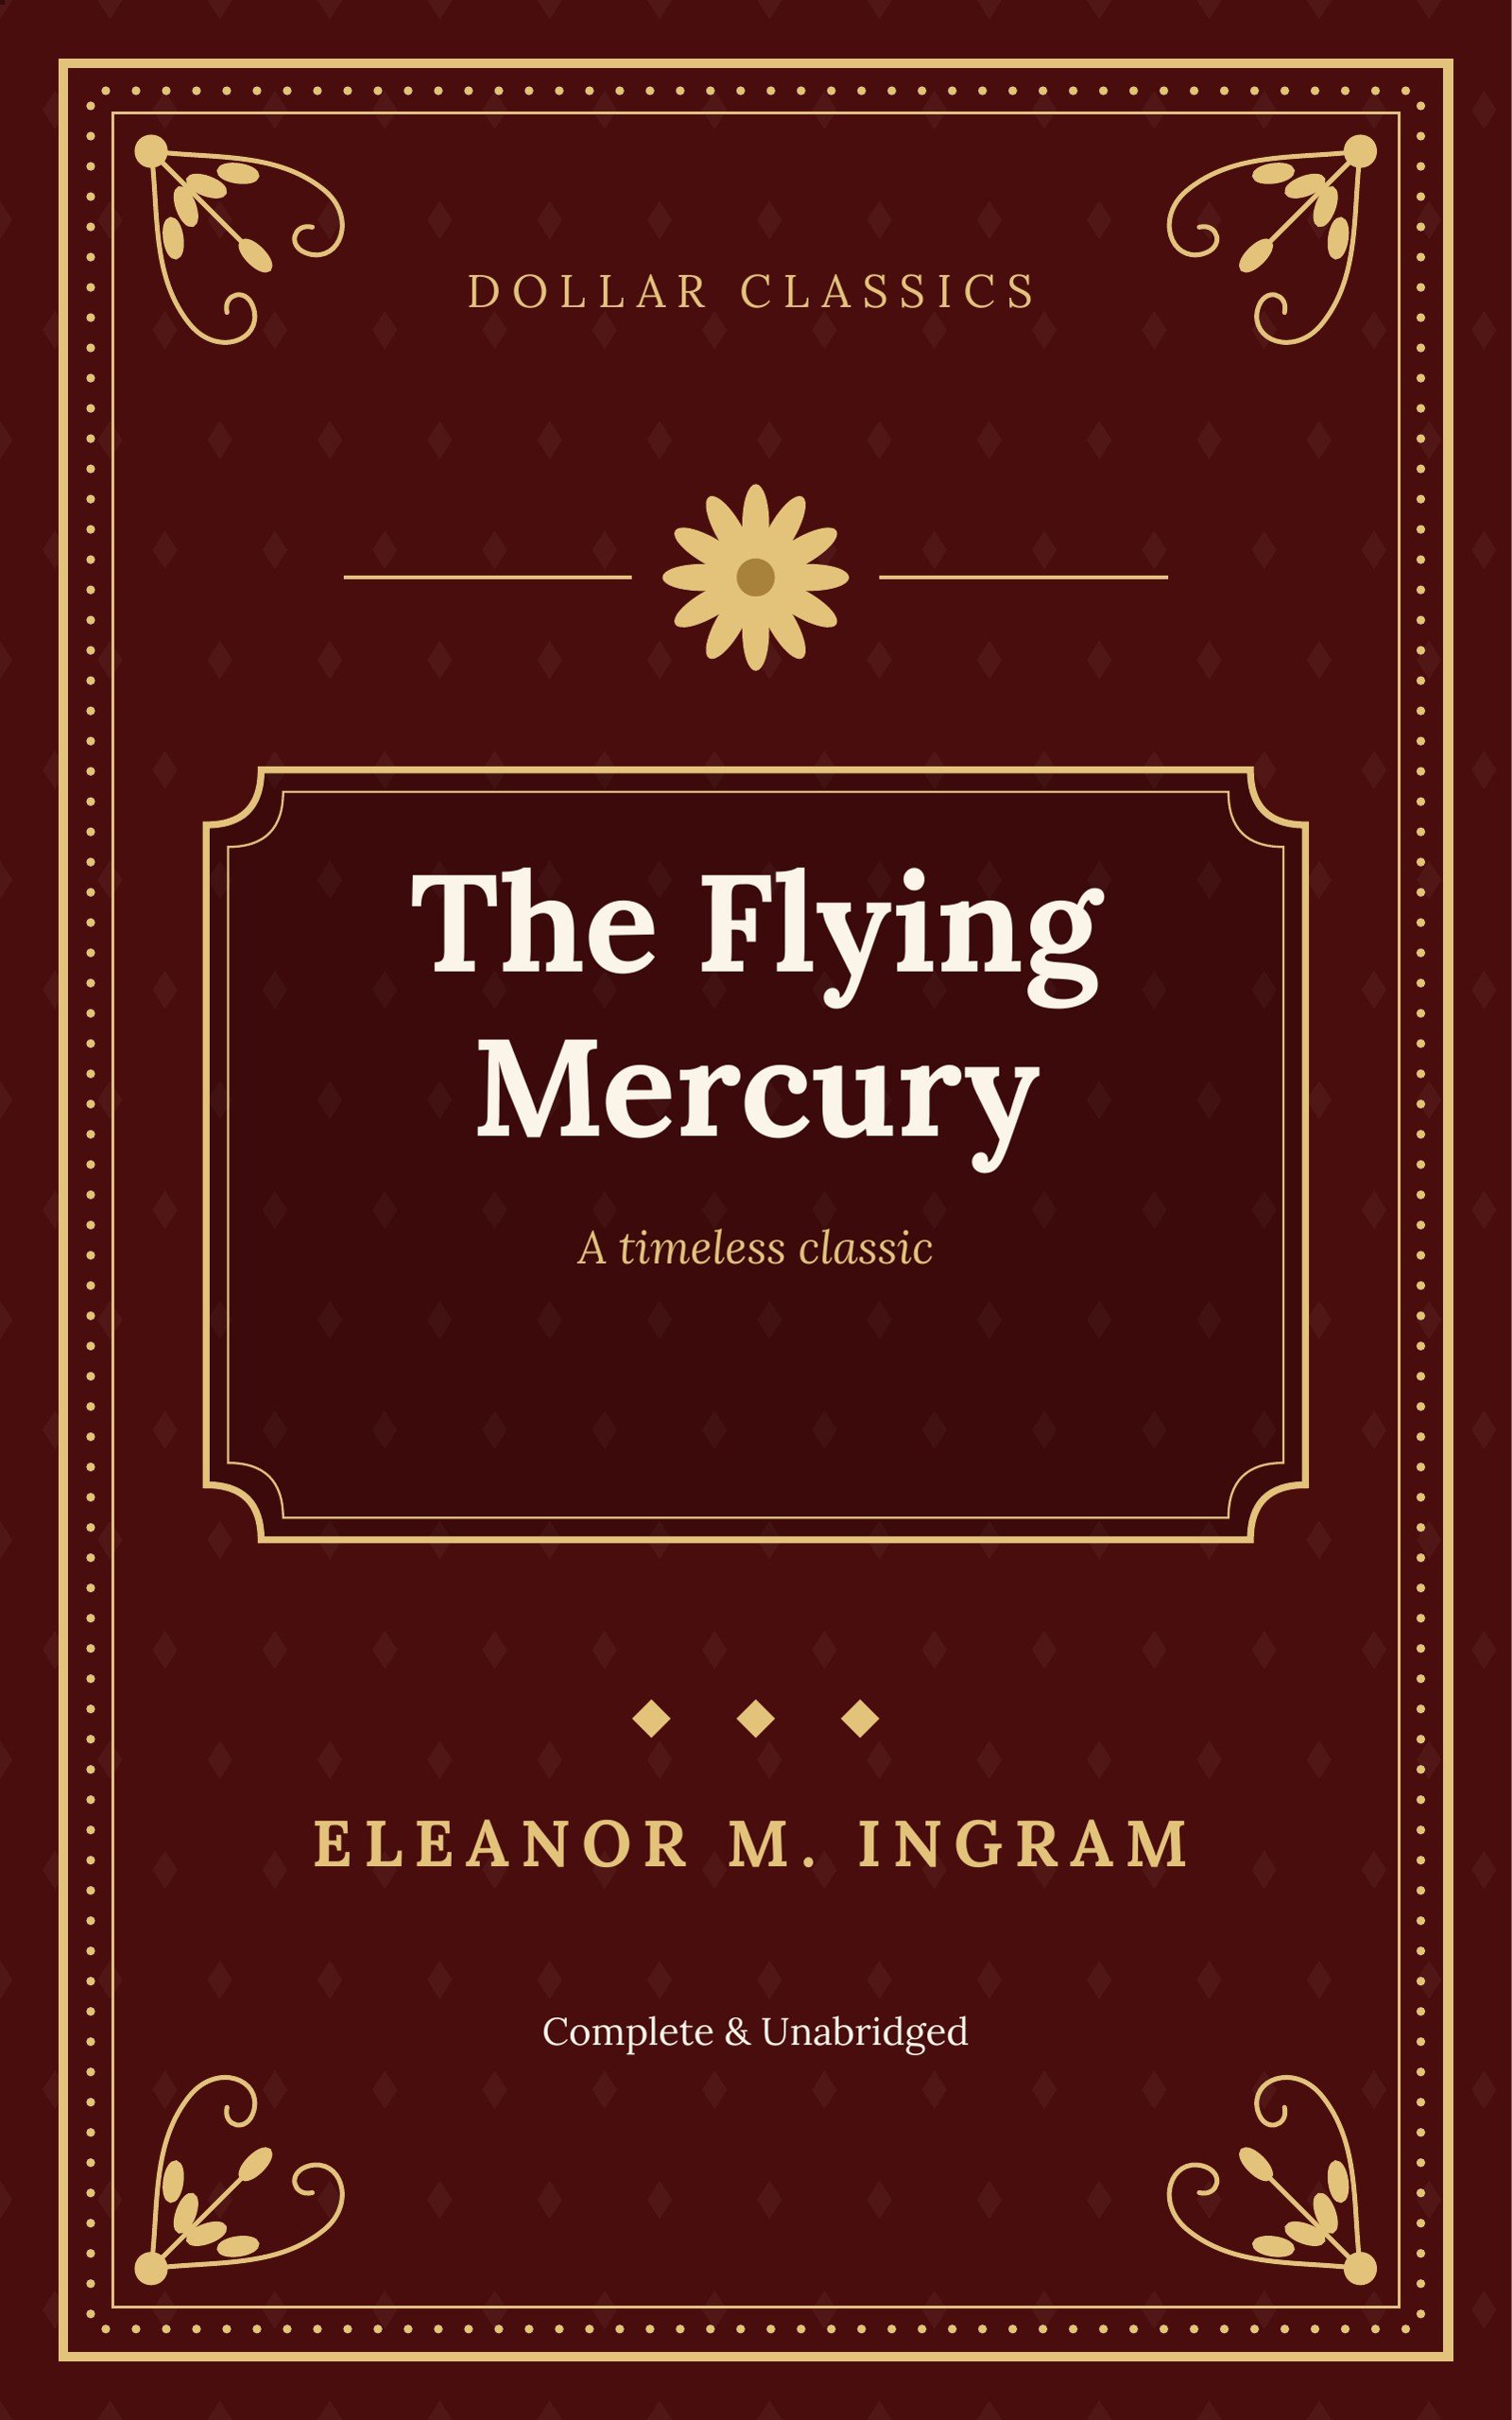 DOLLAR CLASSICS
The Flying
Mercury
A timeless classic
ELEANOR M. INGRAM
Complete & Unabridged